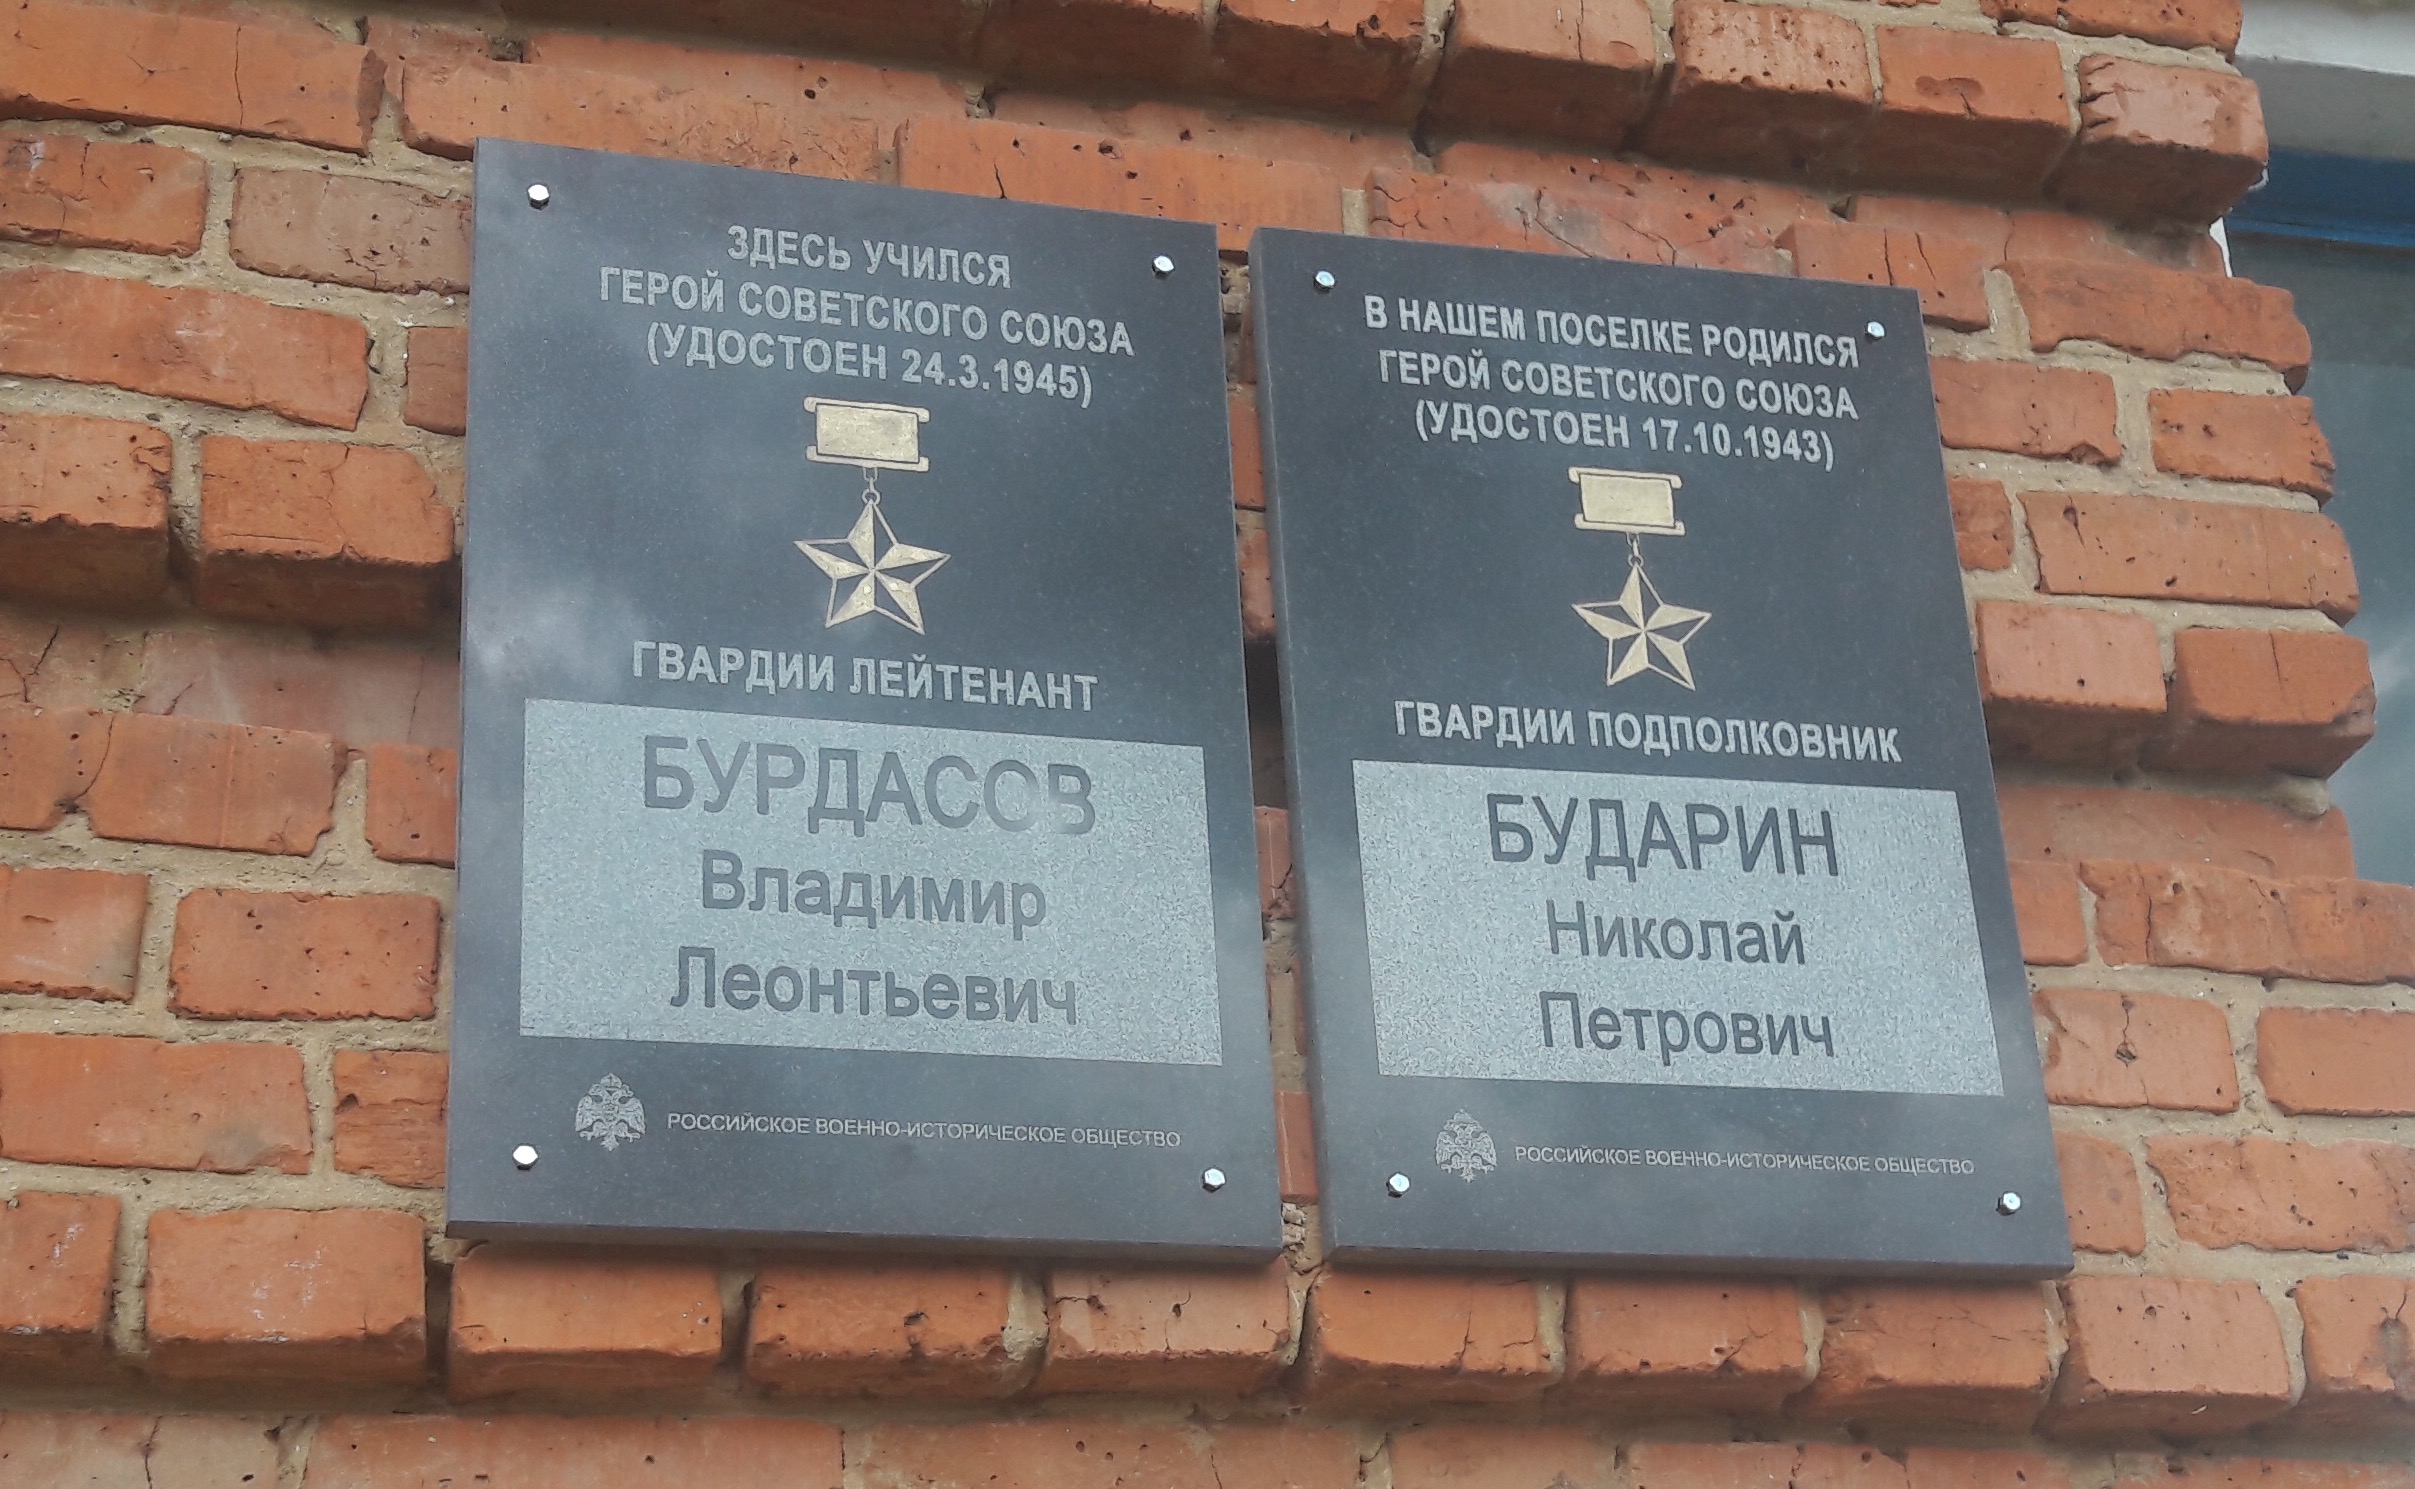 ЗДЕСЬ УЧИЛСЯ
ГЕРОЙ СОВЕТСКОГО СОЮЗА
(УДОСТОЕН 24.3.1945)
ГВАРДИИ ЛЕЙТЕНАНТ
БУРДАСОВ
Владимир
Леонтьевич
РОССИЙСКОЕ ВОЕННО-ИСТОРИЧЕСКОЕ ОБЩЕСТВО
В НАШЕМ ПОСЕЛКЕ РОДИЛСЯ
ГЕРОЙ СОВЕТСКОГО СОЮЗА
(УДОСТОЕН 17.10.1943)
ГВАРДИИ ПОДПОЛКОВНИК
БУДАРИН
Николай
Петрович
РОССИЙСКОЕ ВОЕННО-ИСТОРИЧЕСКОЕ ОБЩЕСТВО